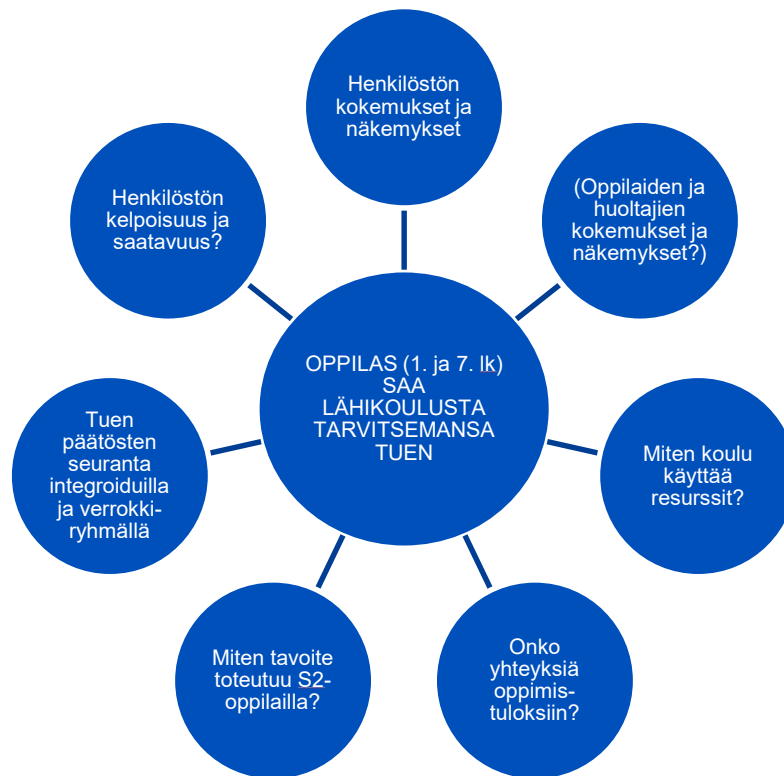 Henkilöstön
kokemukset ja
näkemykset
(Oppilaiden ja
huoltajien
kokemukset ja
näkemykset?)
Henkilöstön
kelpoisuus ja
saatavuus?
OPPILAS (1. ja 7. lk)
SAA
LÄHIKOULUSTA
TARVITSEMANSA
TUEN
Tuen
päätösten
seuranta
integroiduilla
ja verrokki-
ryhmällä
Miten koulu
käyttää
resurssit?
Miten tavoite
toteutuu S2-
oppilailla?
Onko
yhteyksiä
oppimis-
tuloksiin?